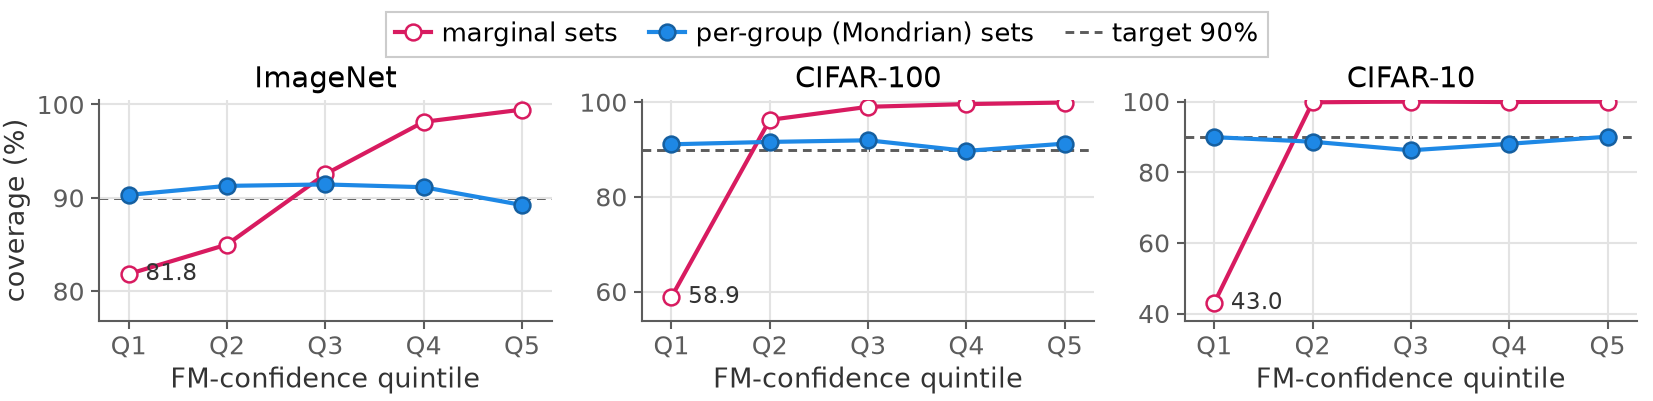 marginal sets per-group (Mondrian) sets target 90%
ImageNet CIFAR-100 CIFAR-10
coverage (%)
100
90
80
81.8
Q1 Q2 Q3 Q4 Q5
FM-confidence quintile
100
80
60
58.9
Q1 Q2 Q3 Q4 Q5
FM-confidence quintile
100
80
60
40
43.0
Q1 Q2 Q3 Q4 Q5
FM-confidence quintile